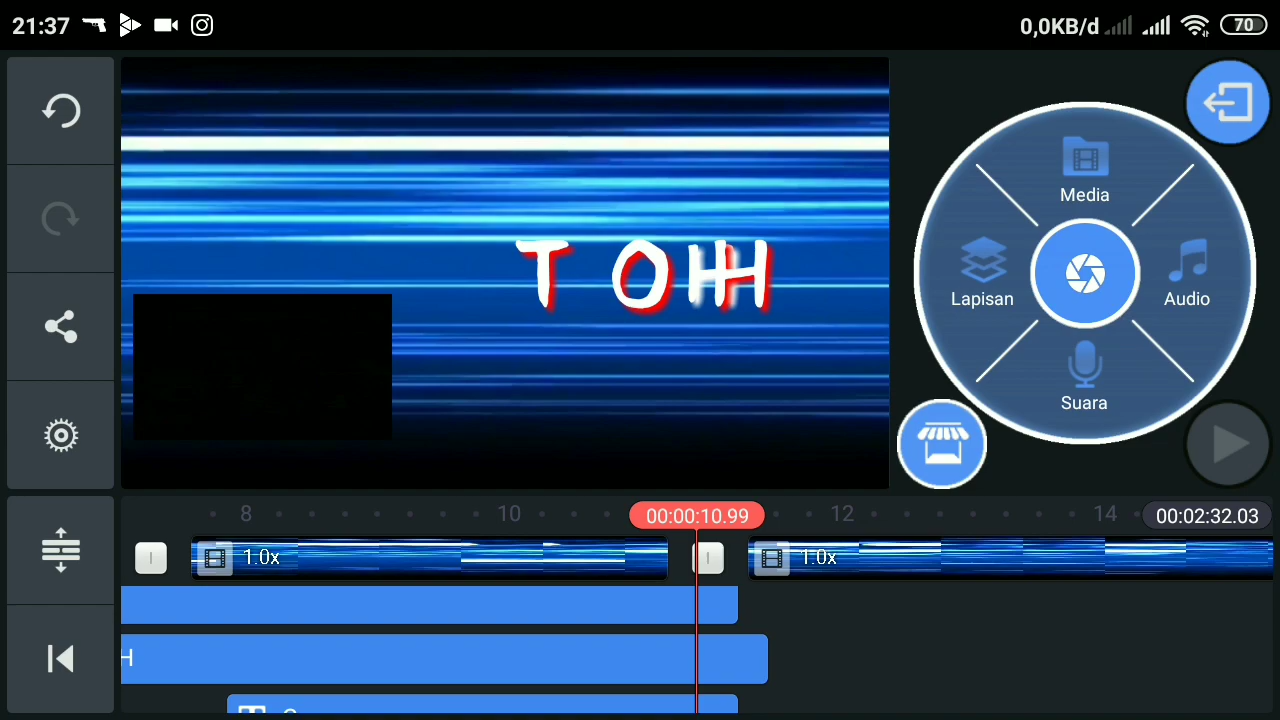 21:37
0,0KB/d
70
Media
Lapisan
Audio
Suara
T OHH
8 10 00:00:10.99 12 14 00:02:32.03
1.0x 1.0x
H